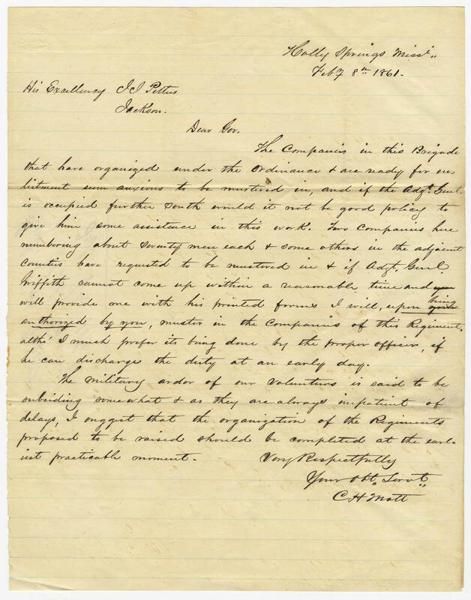 Holly Springs Miss.
Feby 8th 1861.
His Excellency J J Pettus
Jackson.
Dear Gov.
The Companies in this Brigade
that have organized under the Ordinance & are ready for en-
listment seem anxious to be mustered in, and if the Adgt. Genl.
is occupied further South would it not be good policy to
give him some assistance in this work. Two Companies here
numbering about Seventy men each & some others in the adjacent
Counties have requested to be mustered in & if Adgt. Genl
Griffith cannot come up within a reasonable time and you
will provide me with his printed forms I will, upon being
authorized by you, muster in the Companies of this Regiment,
altho' I much prefer its being done by the proper officer, if
he can discharge the duty at an early day.
The military ardor of our Volunteers is said to be
subsiding somewhat & as they are always impatient of
delays, I suggest that the organization of the Regiments
proposed to be raised should be completed at the earl-
iest practicable moment. Very Respectfully
Your Obt. Servt.
C H Mott